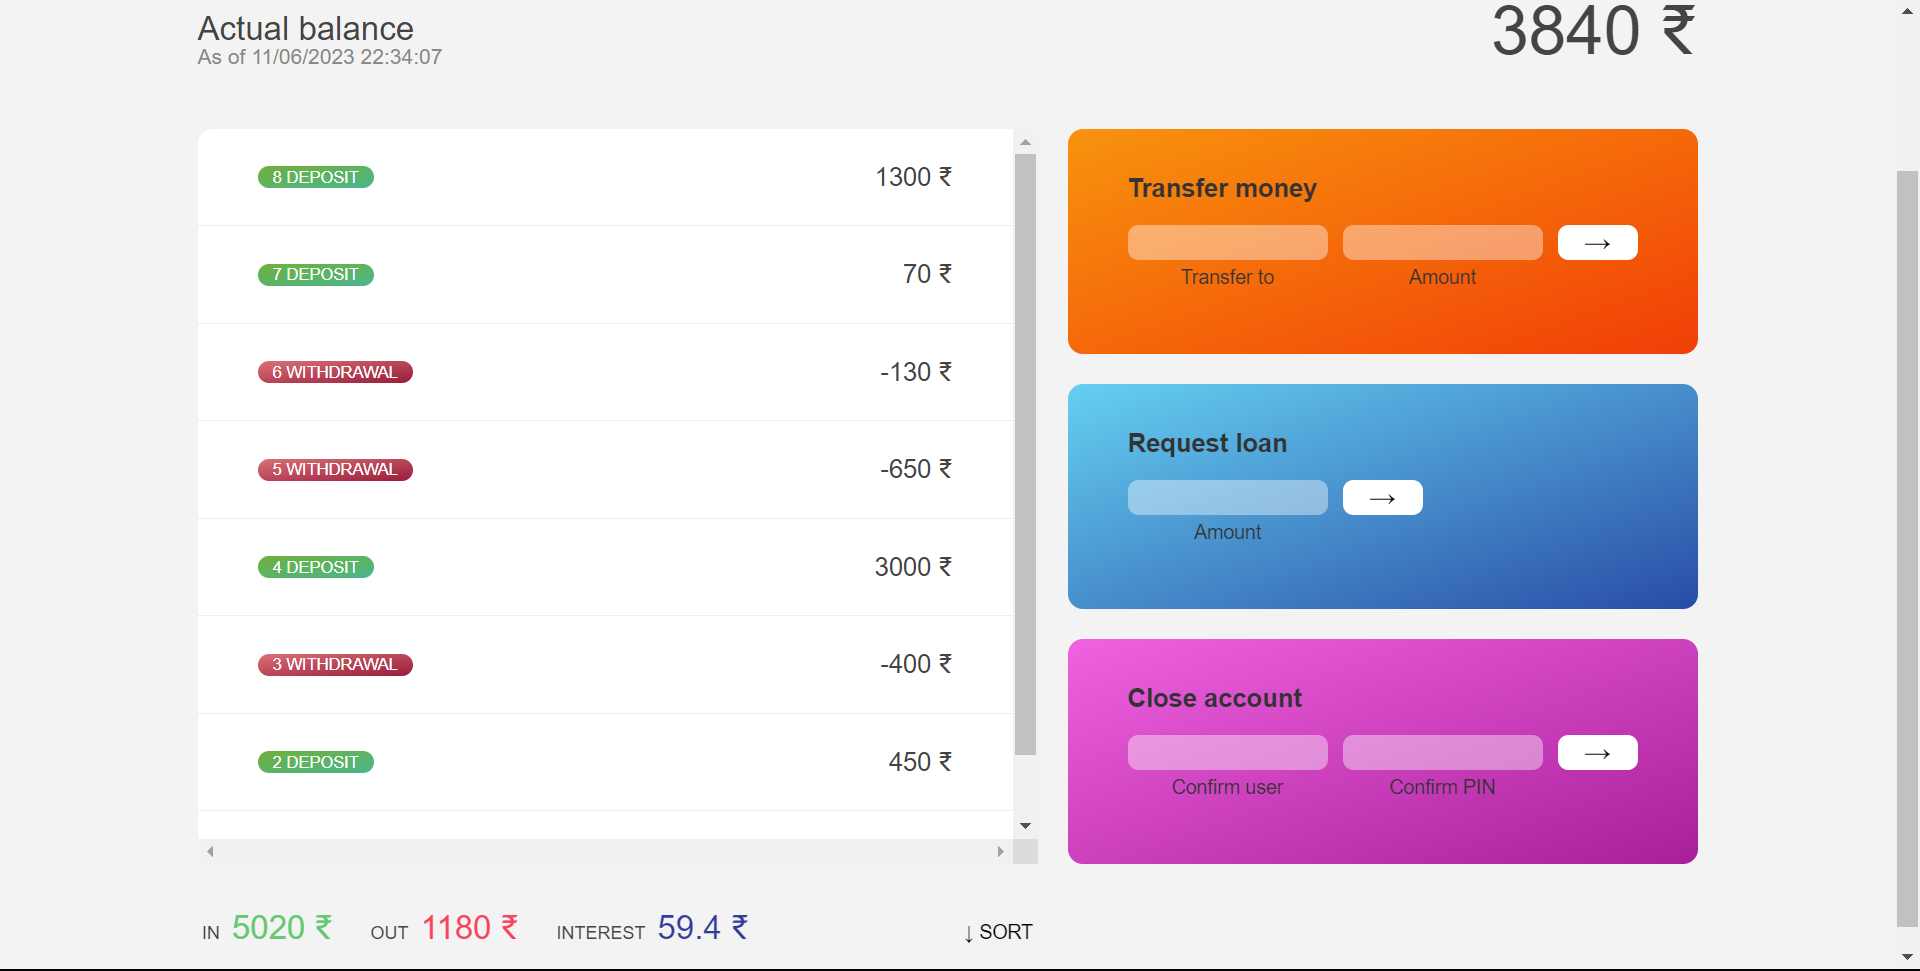 Actual balance
As of 11/06/2023 22:34:07
3840 ₹
8 DEPOSIT 1300 ₹
7 DEPOSIT 70 ₹
6 WITHDRAWAL -130 ₹
5 WITHDRAWAL -650 ₹
4 DEPOSIT 3000 ₹
3 WITHDRAWAL -400 ₹
2 DEPOSIT 450 ₹
IN 5020 ₹ OUT 1180 ₹ INTEREST 59.4 ₹ ↓ SORT
Transfer money
→
Transfer to Amount
Request loan
→
Amount
Close account
→
Confirm user Confirm PIN